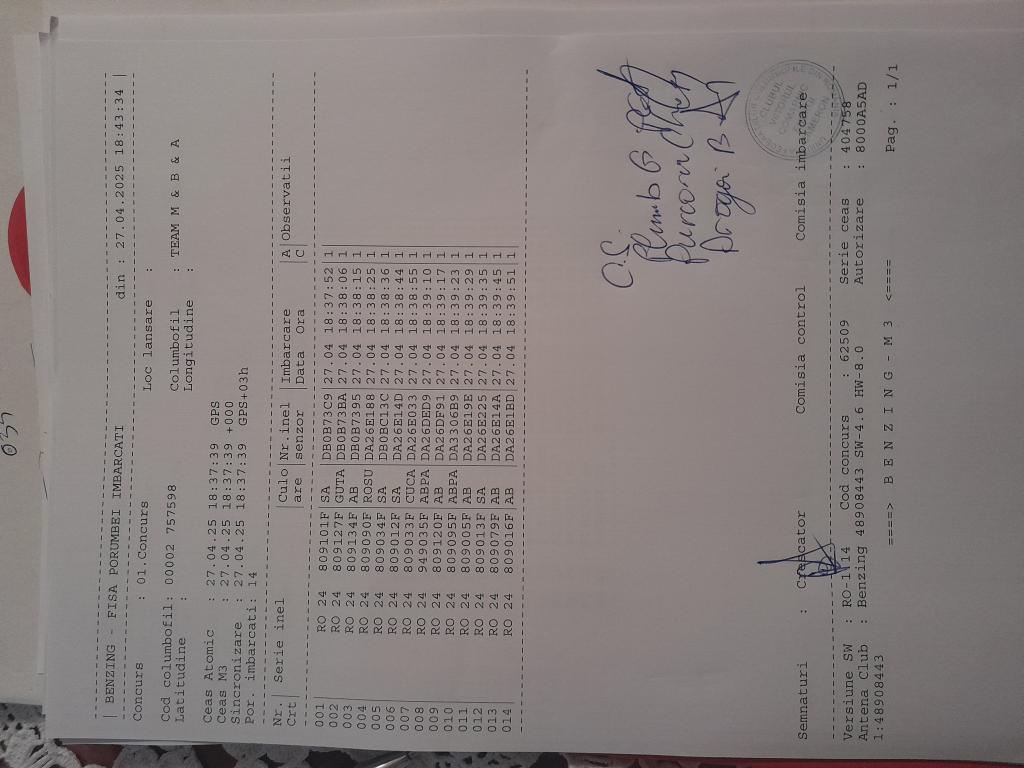 035
| BENZING - FISA PORUMBEI IMBARCATI din : 27.04.2025 18:43:34 |
Concurs : 01.Concurs Loc lansare :
Cod columbofil: 00002 757598 Columbofil : TEAM M & B & A
Latitudine : Longitudine :
Ceas Atomic : 27.04.25 18:37:39 GPS
Ceas M3 : 27.04.25 18:37:39 +000
Sincronizare : 27.04.25 18:37:39 GPS+03h
Por. imbarcati: 14
Nr. Serie inel |Culo|Nr.inel |Imbarcare |A|Observatii
Crt| |are |senzor |Data Ora |C|
001| RO 24 809101F|SA |DB0B73C9|27.04 18:37:52|1|
002| RO 24 809127F|GUTA|DB0B73BA|27.04 18:38:06|1|
003| RO 24 809134F|AB |DB0B7395|27.04 18:38:15|1|
004| RO 24 809090F|ROSU|DA26E188|27.04 18:38:25|1|
005| RO 24 809034F|SA |DB0BC13C|27.04 18:38:36|1|
006| RO 24 809012F|SA |DA26E14D|27.04 18:38:44|1|
007| RO 24 809033F|CUCA|DA26E033|27.04 18:38:55|1|
008| RO 24 949035F|ABPA|DA26DED9|27.04 18:39:10|1|
009| RO 24 809120F|AB |DA26DF91|27.04 18:39:17|1|
010| RO 24 809095F|ABPA|DA3306B9|27.04 18:39:23|1|
011| RO 24 809005F|AB |DA26E19E|27.04 18:39:29|1|
012| RO 24 809013F|SA |DA26E225|27.04 18:39:35|1|
013| RO 24 809079F|AB |DA26E14A|27.04 18:39:45|1|
014| RO 24 809016F|AB |DA26E1BD|27.04 18:39:51|1|
C.S.
Semnaturi : Crescator Comisia control Comisia imbarcare
Versiune SW : RO-1.14 Cod concurs : 62509 Serie ceas : 404758
Antena Club : Benzing 48908443 SW-4.6 HW-8.0 Autorizare : 8000A5AD
1:48908443
====> B E N Z I N G - M 3 <==== Pag. : 1/1